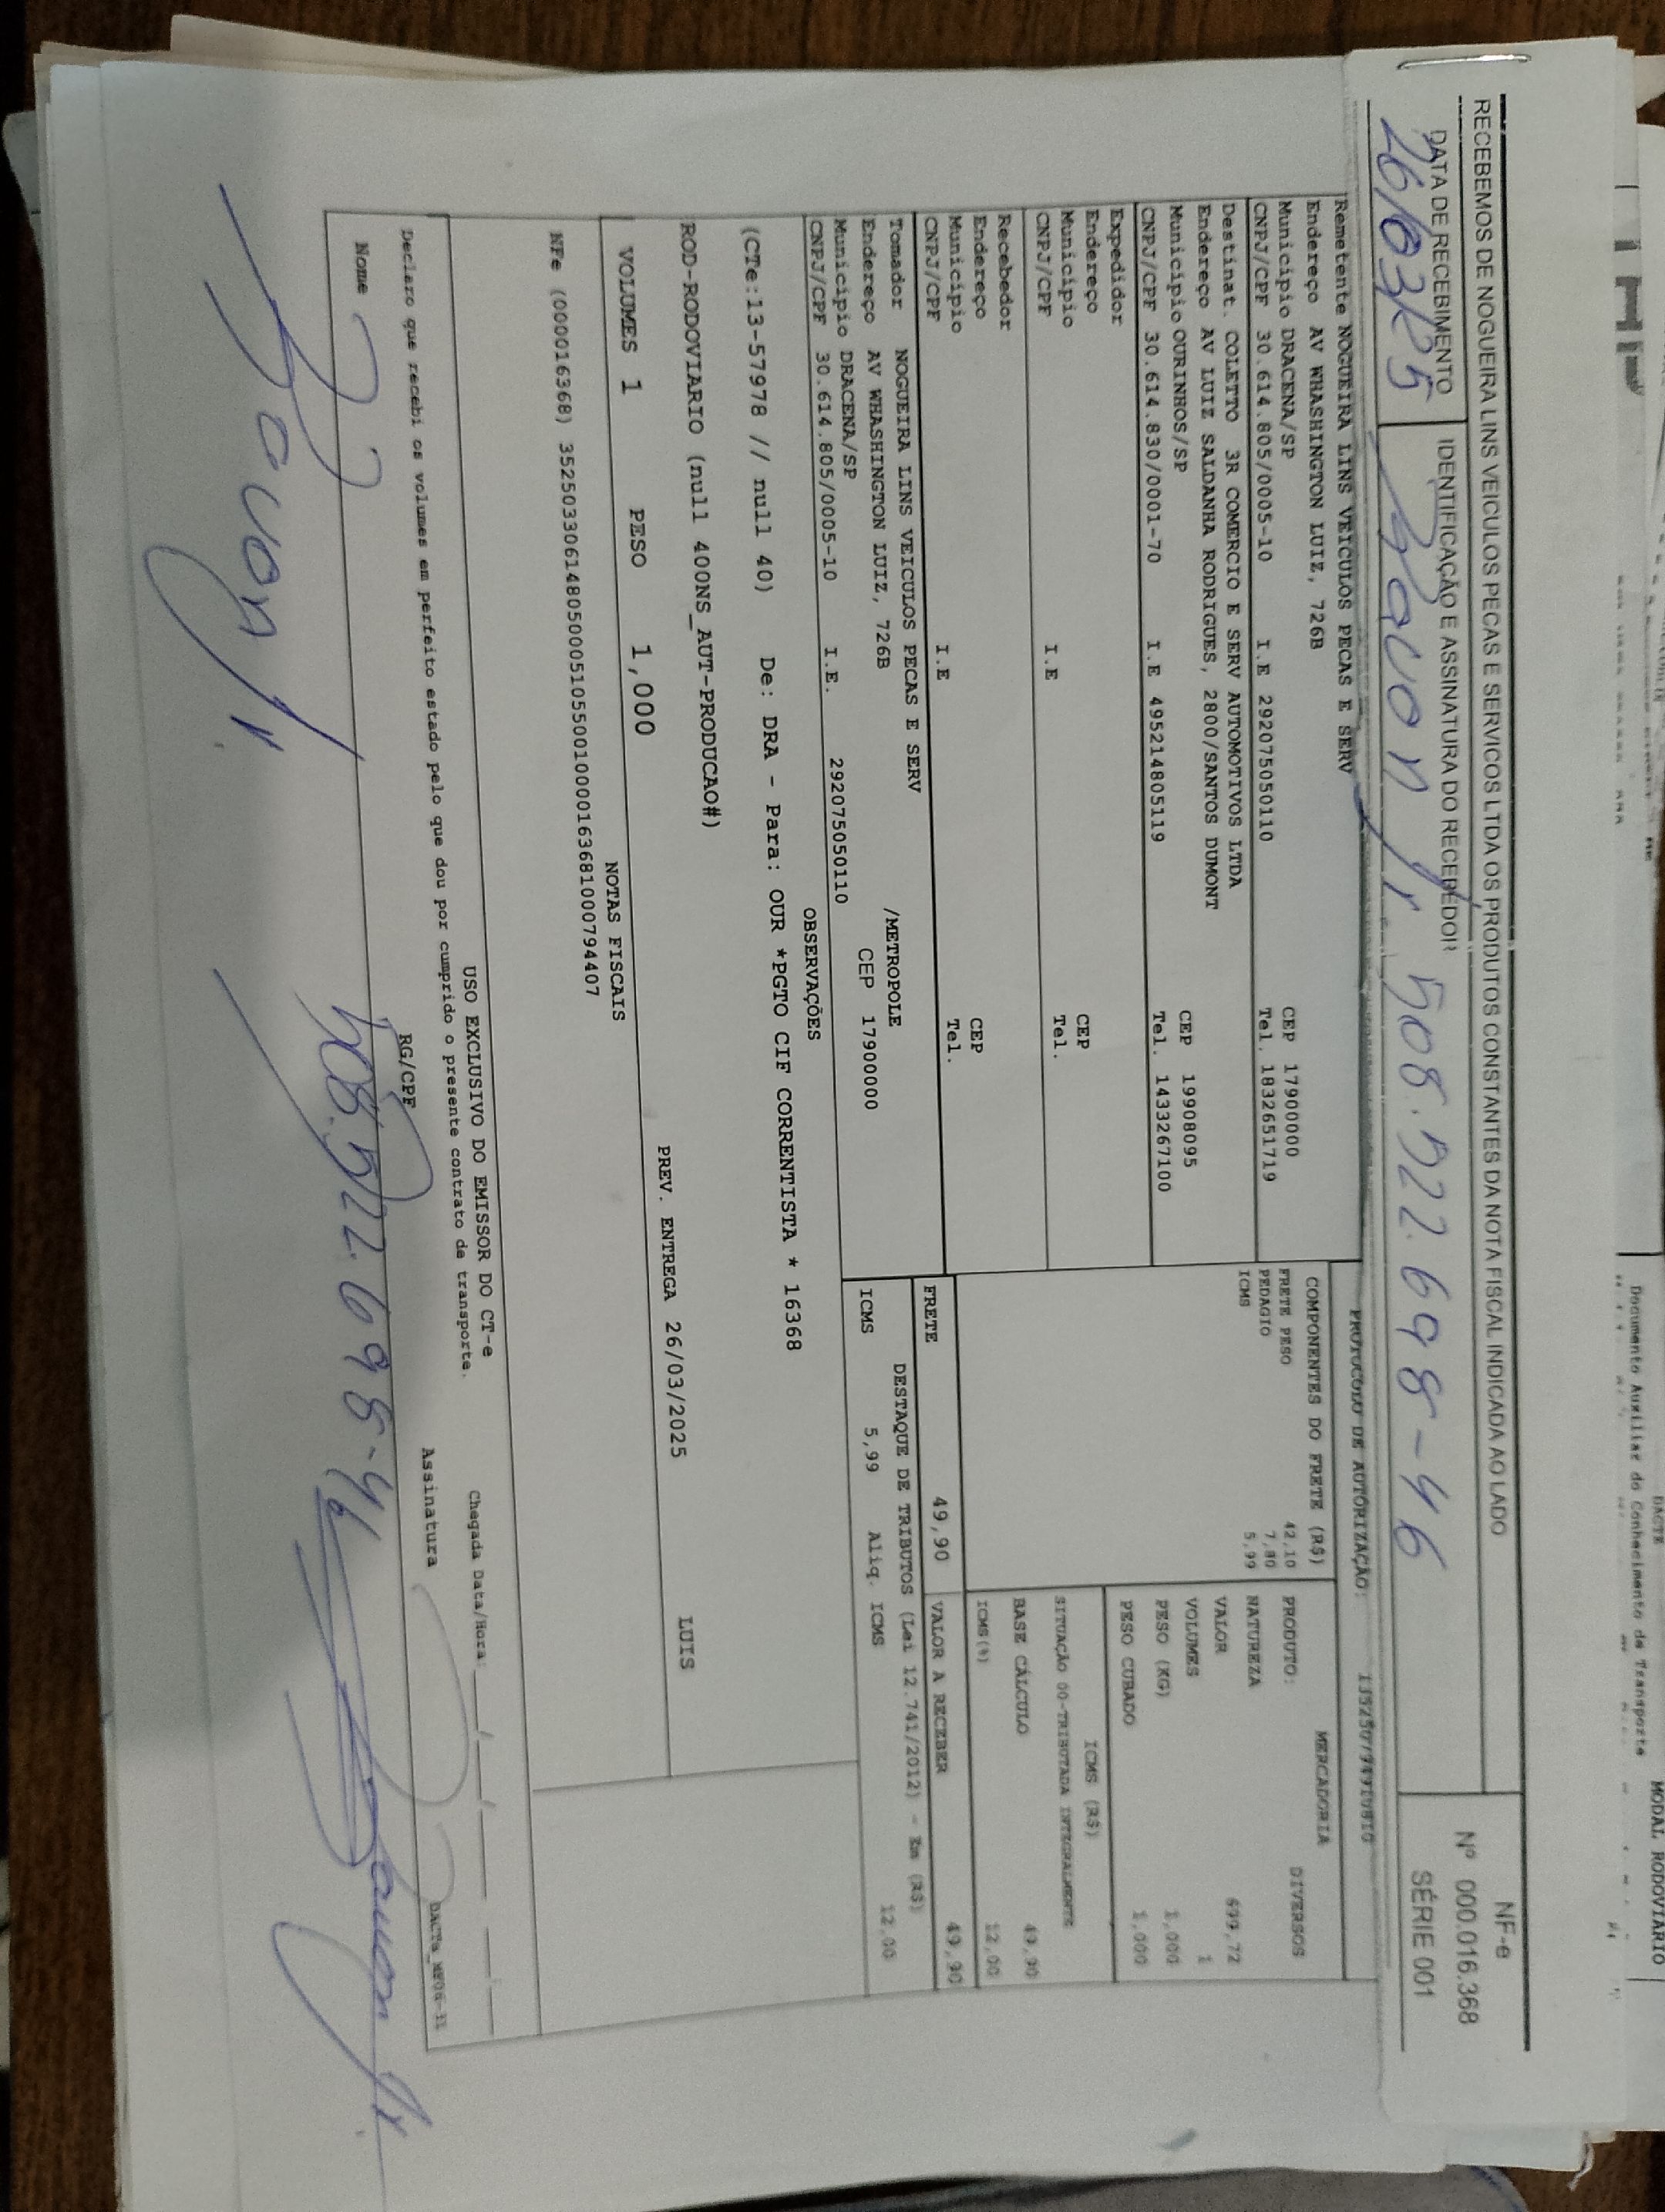 RECEBEMOS DE NOGUEIRA LINS VEICULOS PECAS E SERVICOS LTDA OS PRODUTOS CONSTANTES DA NOTA FISCAL INDICADA AO LADO
DATA DE RECEBIMENTO
26/03/25
IDENTIFICAÇÃO E ASSINATURA DO RECEBEDOR
508.522.698-46
NF-e
Nº 000.016.368
SÉRIE 001
Documento Auxiliar do Conhecimento de Transporte
DACTE
MODAL RODOVIARIO
PROTOCOLO DE AUTORIZAÇÃO:
Remetente NOGUEIRA LINS VEICULOS PECAS E SERV
Endereço AV WHASHINGTON LUIZ, 726B
Municipio DRACENA/SP CEP 17900000
CNPJ/CPF 30.614.805/0005-10 I.E 292075050110 Tel. 1832651719
Destinat. COLETTO 3R COMERCIO E SERV AUTOMOTIVOS LTDA
Endereço AV LUIZ SALDANHA RODRIGUES, 2800/SANTOS DUMONT
Municipio OURINHOS/SP CEP 19908095
CNPJ/CPF 30.614.830/0001-70 I.E 495214805119 Tel. 1433267100
Expedidor
Endereço
Municipio CEP
CNPJ/CPF I.E Tel.
Recebedor
Endereço
Municipio CEP
CNPJ/CPF I.E Tel.
Tomador NOGUEIRA LINS VEICULOS PECAS E SERV
Endereço AV WHASHINGTON LUIZ, 726B /METROPOLE
Municipio DRACENA/SP CEP 17900000
CNPJ/CPF 30.614.805/0005-10 I.E. 292075050110
COMPONENTES DO FRETE (R$)
FRETE PESO 42,10
PEDAGIO 7,80
ICMS 5,99
MERCADORIA
PRODUTO: DIVERSOS
NATUREZA
VALOR 699,72
VOLUMES 1
PESO (KG) 1,000
PESO CUBADO 1,000
ICMS (R$)
SITUAÇÃO 00-TRIBUTADA INTEGRALMENTE
BASE CÁLCULO 49,90
ICMS(%) 12,00
FRETE 49,90
VALOR A RECEBER 49,90
DESTAQUE DE TRIBUTOS (Lei 12.741/2012) - Em (R$)
ICMS 5,99 Aliq. ICMS 12,00
OBSERVAÇÕES
(CTe:13-57978 // null 40) De: DRA - Para: OUR *PGTO CIF CORRENTISTA * 16368
ROD-RODOVIARIO (null 400NS_AUT-PRODUCAO#)
VOLUMES 1 PESO 1,000 PREV. ENTREGA 26/03/2025 LUIS
NOTAS FISCAIS
NFe (000016368) 35250330614805000510550010000163681000794407
USO EXCLUSIVO DO EMISSOR DO CT-e
Declaro que recebi os volumes em perfeito estado pelo que dou por cumprido o presente contrato de transporte.
Chegada Data/Hora:
Nome
RG/CPF
508.522.698-46
Assinatura